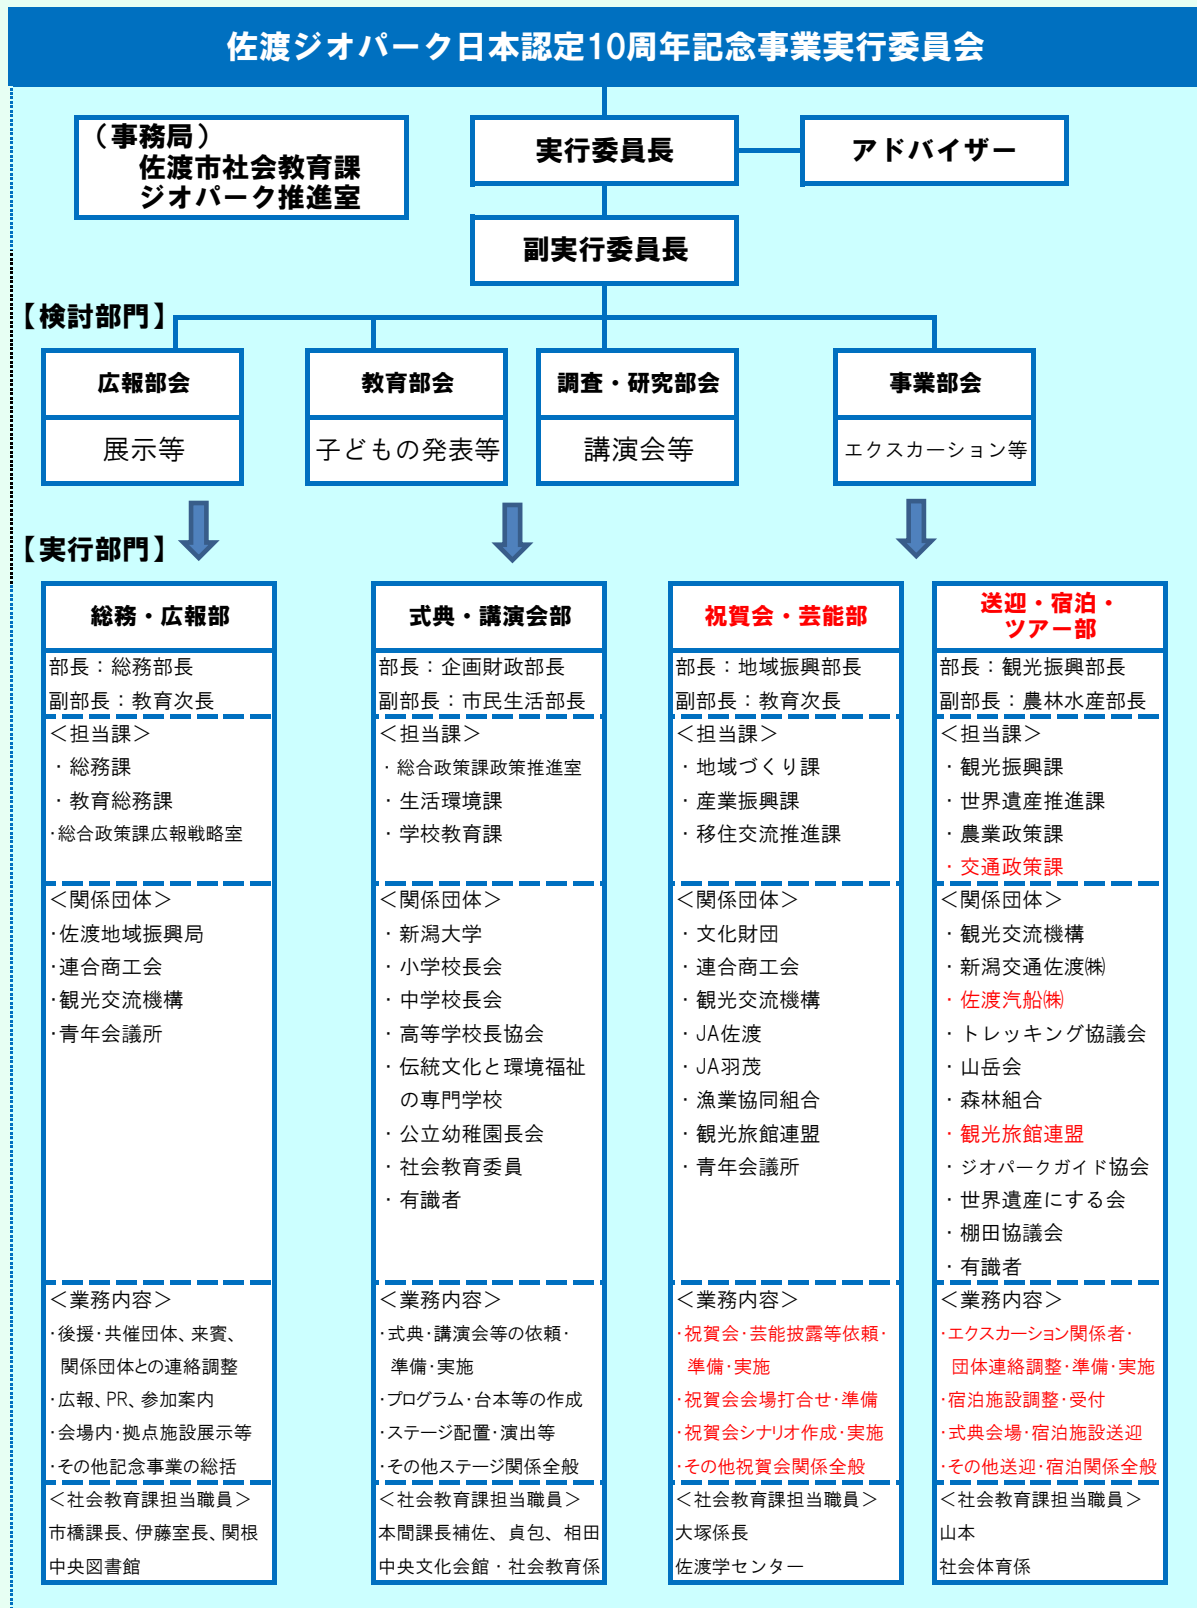 佐渡ジオパーク日本認定10周年記念事業実行委員会
（事務局）
佐渡市社会教育課
ジオパーク推進室
実行委員長
アドバイザー
副実行委員長
【検討部門】
広報部会
展示等
教育部会
子どもの発表等
調査・研究部会
講演会等
事業部会
エクスカーション等
【実行部門】
総務・広報部
部長：総務部長
副部長：教育次長
＜担当課＞
・総務課
・教育総務課
・総合政策課広報戦略室
＜関係団体＞
・佐渡地域振興局
・連合商工会
・観光交流機構
・青年会議所
＜業務内容＞
・後援・共催団体、来賓、
関係団体との連絡調整
・広報、PR、参加案内
・会場内・拠点施設展示等
・その他記念事業の総括
＜社会教育課担当職員＞
市橋課長、伊藤室長、関根
中央図書館
式典・講演会部
部長：企画財政部長
副部長：市民生活部長
＜担当課＞
・総合政策課政策推進室
・生活環境課
・学校教育課
＜関係団体＞
・新潟大学
・小学校長会
・中学校長会
・高等学校長協会
・伝統文化と環境福祉
の専門学校
・公立幼稚園長会
・社会教育委員
・有識者
＜業務内容＞
・式典・講演会等の依頼・
準備・実施
・プログラム・台本等の作成
・ステージ配置・演出等
・その他ステージ関係全般
＜社会教育課担当職員＞
本間課長補佐、貞包、相田
中央文化会館・社会教育係
祝賀会・芸能部
部長：地域振興部長
副部長：教育次長
＜担当課＞
・地域づくり課
・産業振興課
・移住交流推進課
＜関係団体＞
・文化財団
・連合商工会
・観光交流機構
・JA佐渡
・JA羽茂
・漁業協同組合
・観光旅館連盟
・青年会議所
＜業務内容＞
・祝賀会・芸能披露等依頼・
準備・実施
・祝賀会会場打合せ・準備
・祝賀会シナリオ作成・実施
・その他祝賀会関係全般
＜社会教育課担当職員＞
大塚係長
佐渡学センター
送迎・宿泊・
ツアー部
部長：観光振興部長
副部長：農林水産部長
＜担当課＞
・観光振興課
・世界遺産推進課
・農業政策課
・交通政策課
＜関係団体＞
・観光交流機構
・新潟交通佐渡㈱
・佐渡汽船㈱
・トレッキング協議会
・山岳会
・森林組合
・観光旅館連盟
・ジオパークガイド協会
・世界遺産にする会
・棚田協議会
・有識者
＜業務内容＞
・エクスカーション関係者・
団体連絡調整・準備・実施
・宿泊施設調整・受付
・式典会場・宿泊施設送迎
・その他送迎・宿泊関係全般
＜社会教育課担当職員＞
山本
社会体育係